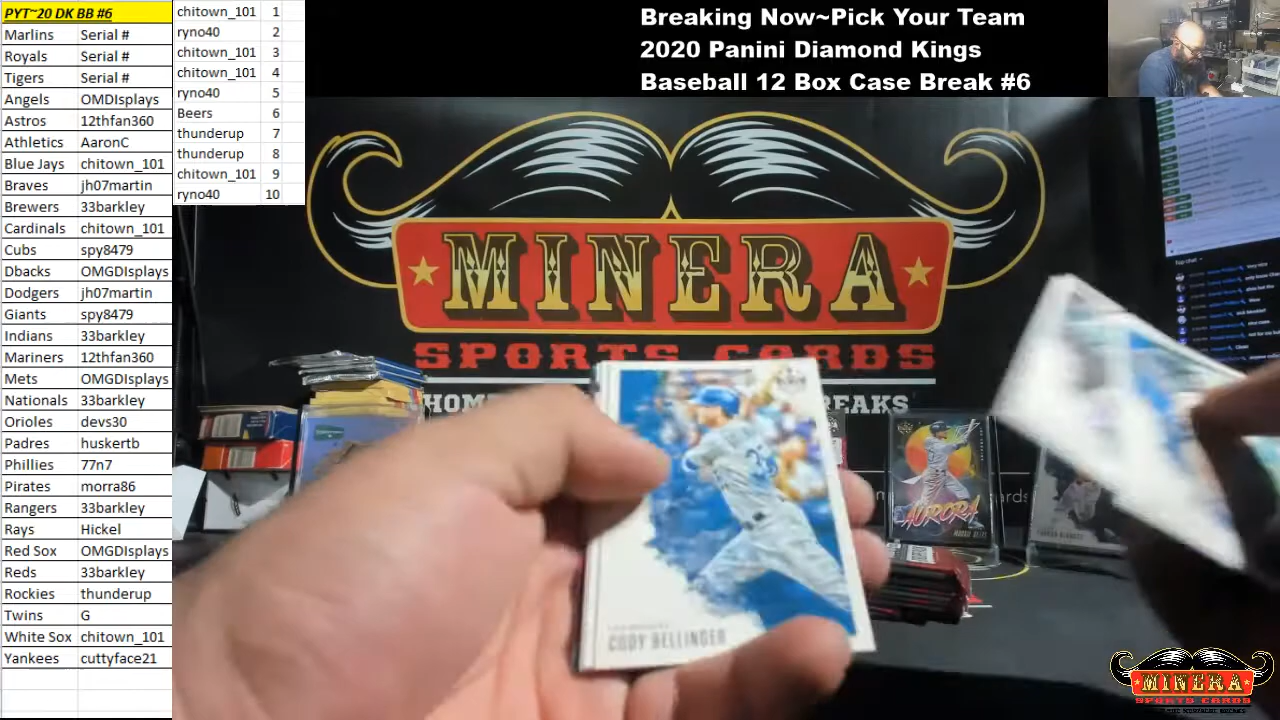 PYT~20 DK BB #6
Marlins Serial #
Royals Serial #
Tigers Serial #
Angels OMDIsplays
Astros 12thfan360
Athletics AaronC
Blue Jays chitown_101
Braves jh07martin
Brewers 33barkley
Cardinals chitown_101
Cubs spy8479
Dbacks OMGDIsplays
Dodgers jh07martin
Giants spy8479
Indians 33barkley
Mariners 12thfan360
Mets OMGDIsplays
Nationals 33barkley
Orioles devs30
Padres huskertb
Phillies 77n7
Pirates morra86
Rangers 33barkley
Rays Hickel
Red Sox OMGDIsplays
Reds 33barkley
Rockies thunderup
Twins G
White Sox chitown_101
Yankees cuttyface21
chitown_101 1
ryno40 2
chitown_101 3
chitown_101 4
ryno40 5
Beers 6
thunderup 7
thunderup 8
chitown_101 9
ryno40 10
Breaking Now~Pick Your Team
2020 Panini Diamond Kings
Baseball 12 Box Case Break #6
MINERA
SPORTS CARDS
AURORA
MOOKIE BETTS
CODY BELLINGER
Top chat
MINERA
SPORTS CARDS